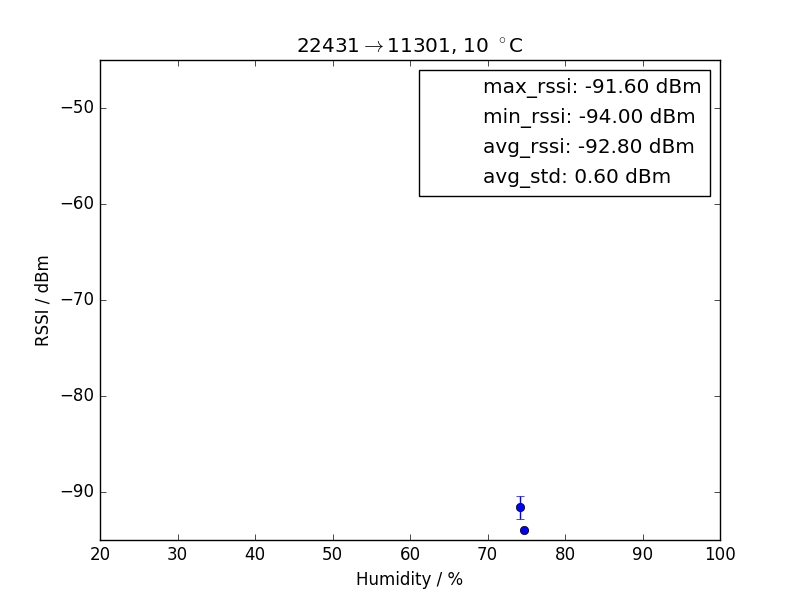 22431→11301, 10 °C
max_rssi: -91.60 dBm
min_rssi: -94.00 dBm
avg_rssi: -92.80 dBm
avg_std: 0.60 dBm
RSSI / dBm
−50
−60
−70
−80
−90
20 30 40 50 60 70 80 90 100
Humidity / %